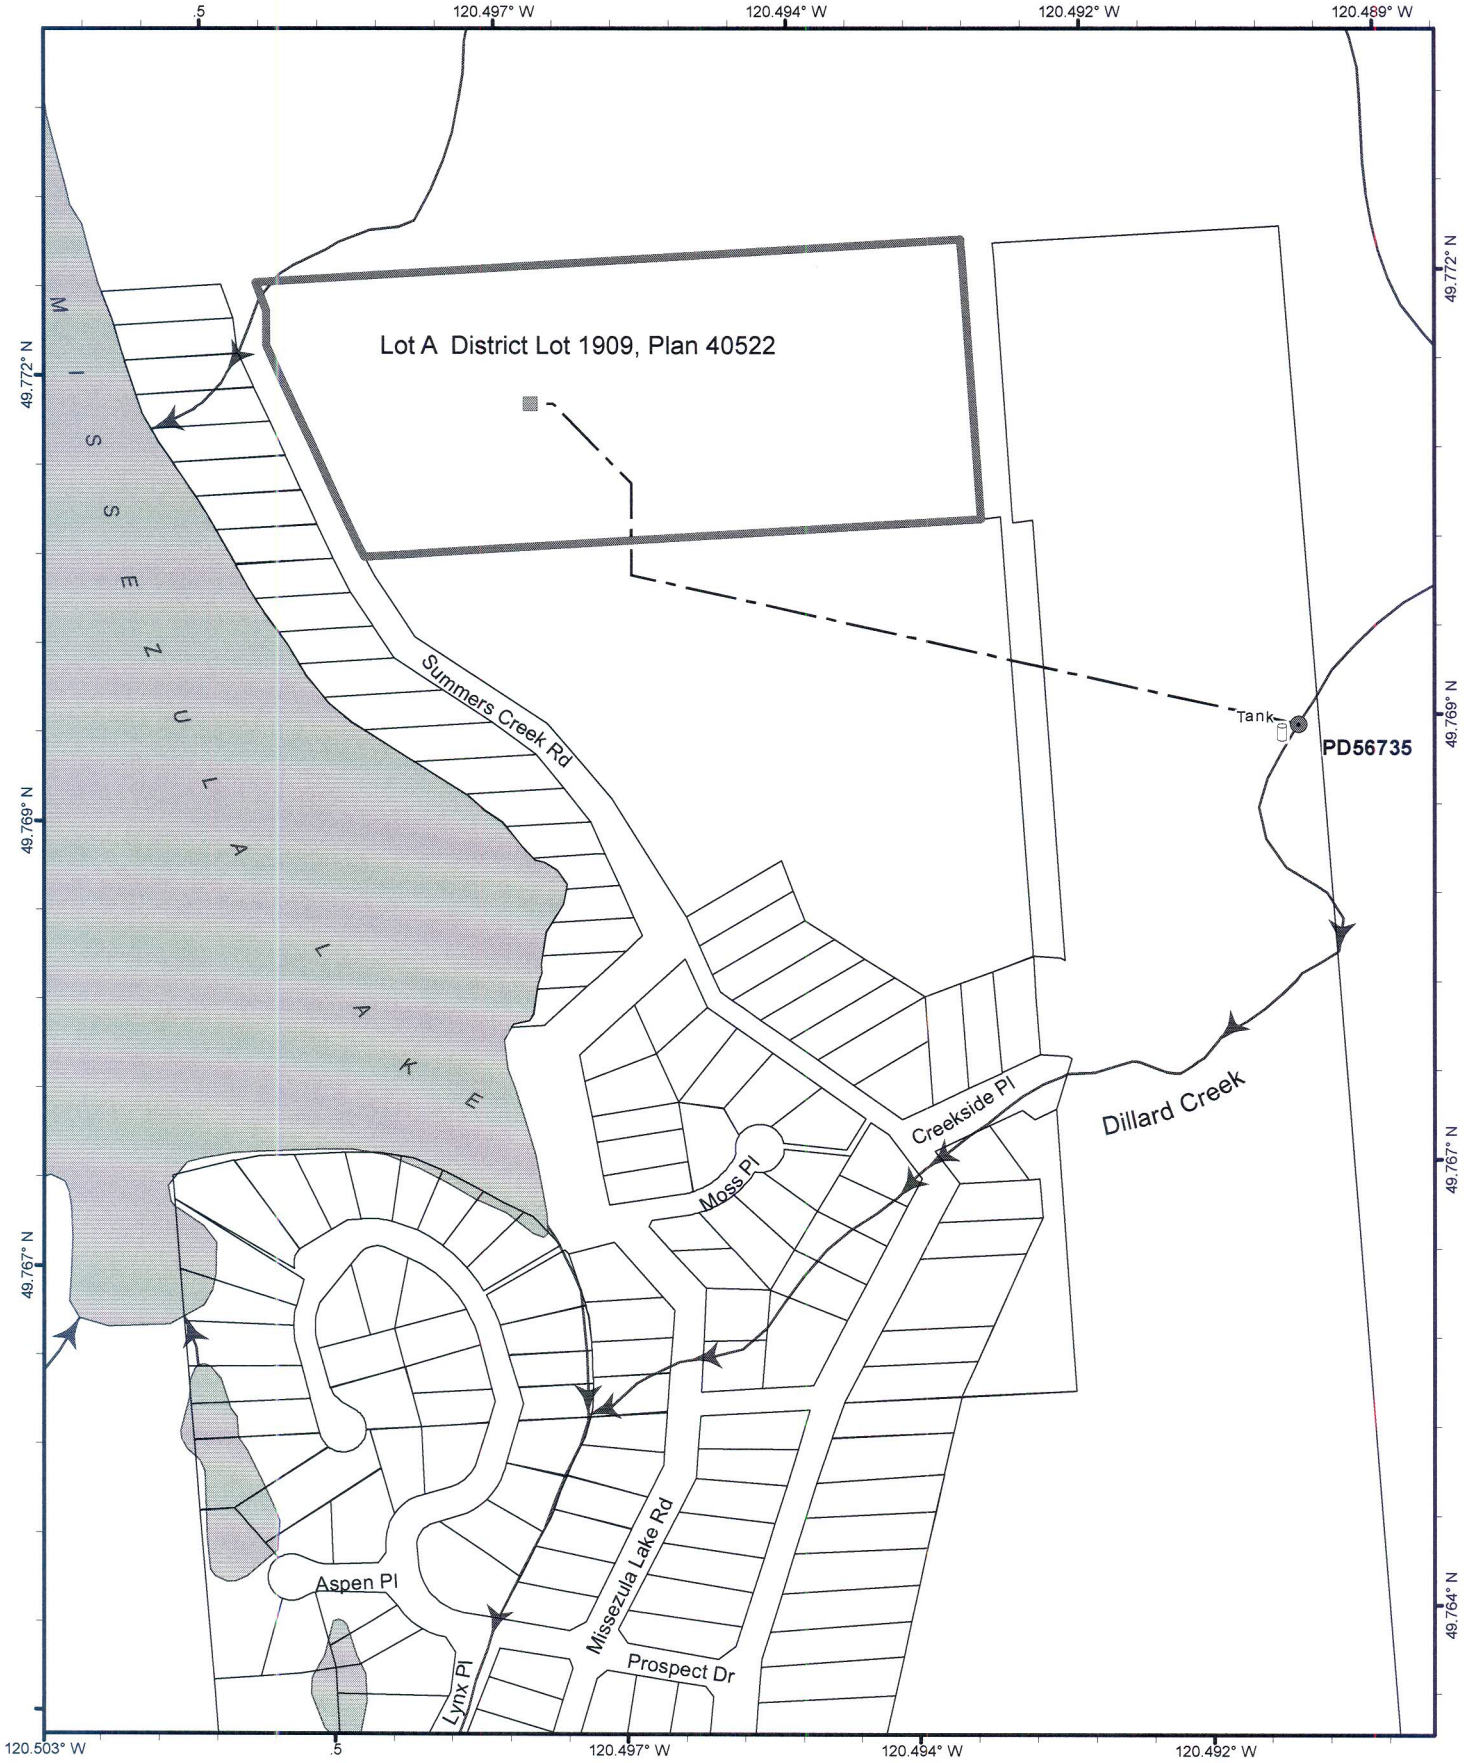 .5
120.497° W
120.494° W
120.492° W
120.489° W
49.772° N
49.772° N
Lot A District Lot 1909, Plan 40522
MISSEZULA LAKE
Summers Creek Rd
49.769° N
Tank
PD56735
49.769° N
Creekside Pl
Dillard Creek
Moss Pl
49.767° N
49.767° N
Missezula Lake Rd
Aspen Pl
49.764° N
Prospect Dr
Lynx Pl
120.503° W
.5
120.497° W
120.494° W
120.492° W